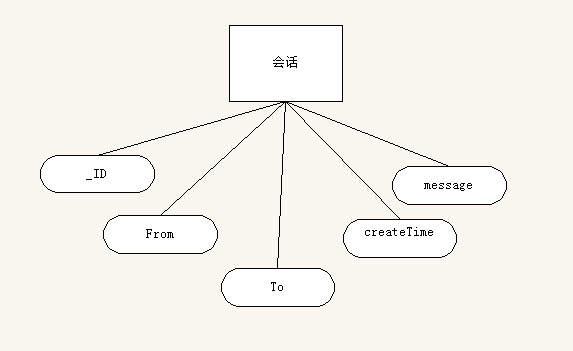 会话
_ID
message
From
createTime
To